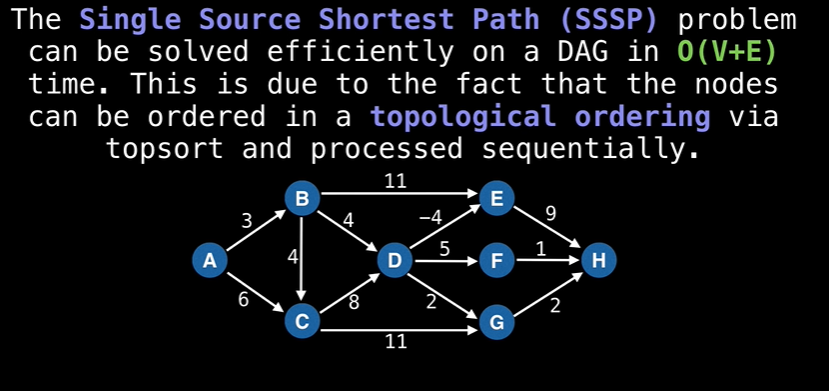 The Single Source Shortest Path (SSSP) problem
can be solved efficiently on a DAG in O(V+E)
time. This is due to the fact that the nodes
can be ordered in a topological ordering via
topsort and processed sequentially.
11
B E
3 4 -4 9
A 4 D 5 F 1 H
6 8 2 2
C G
11